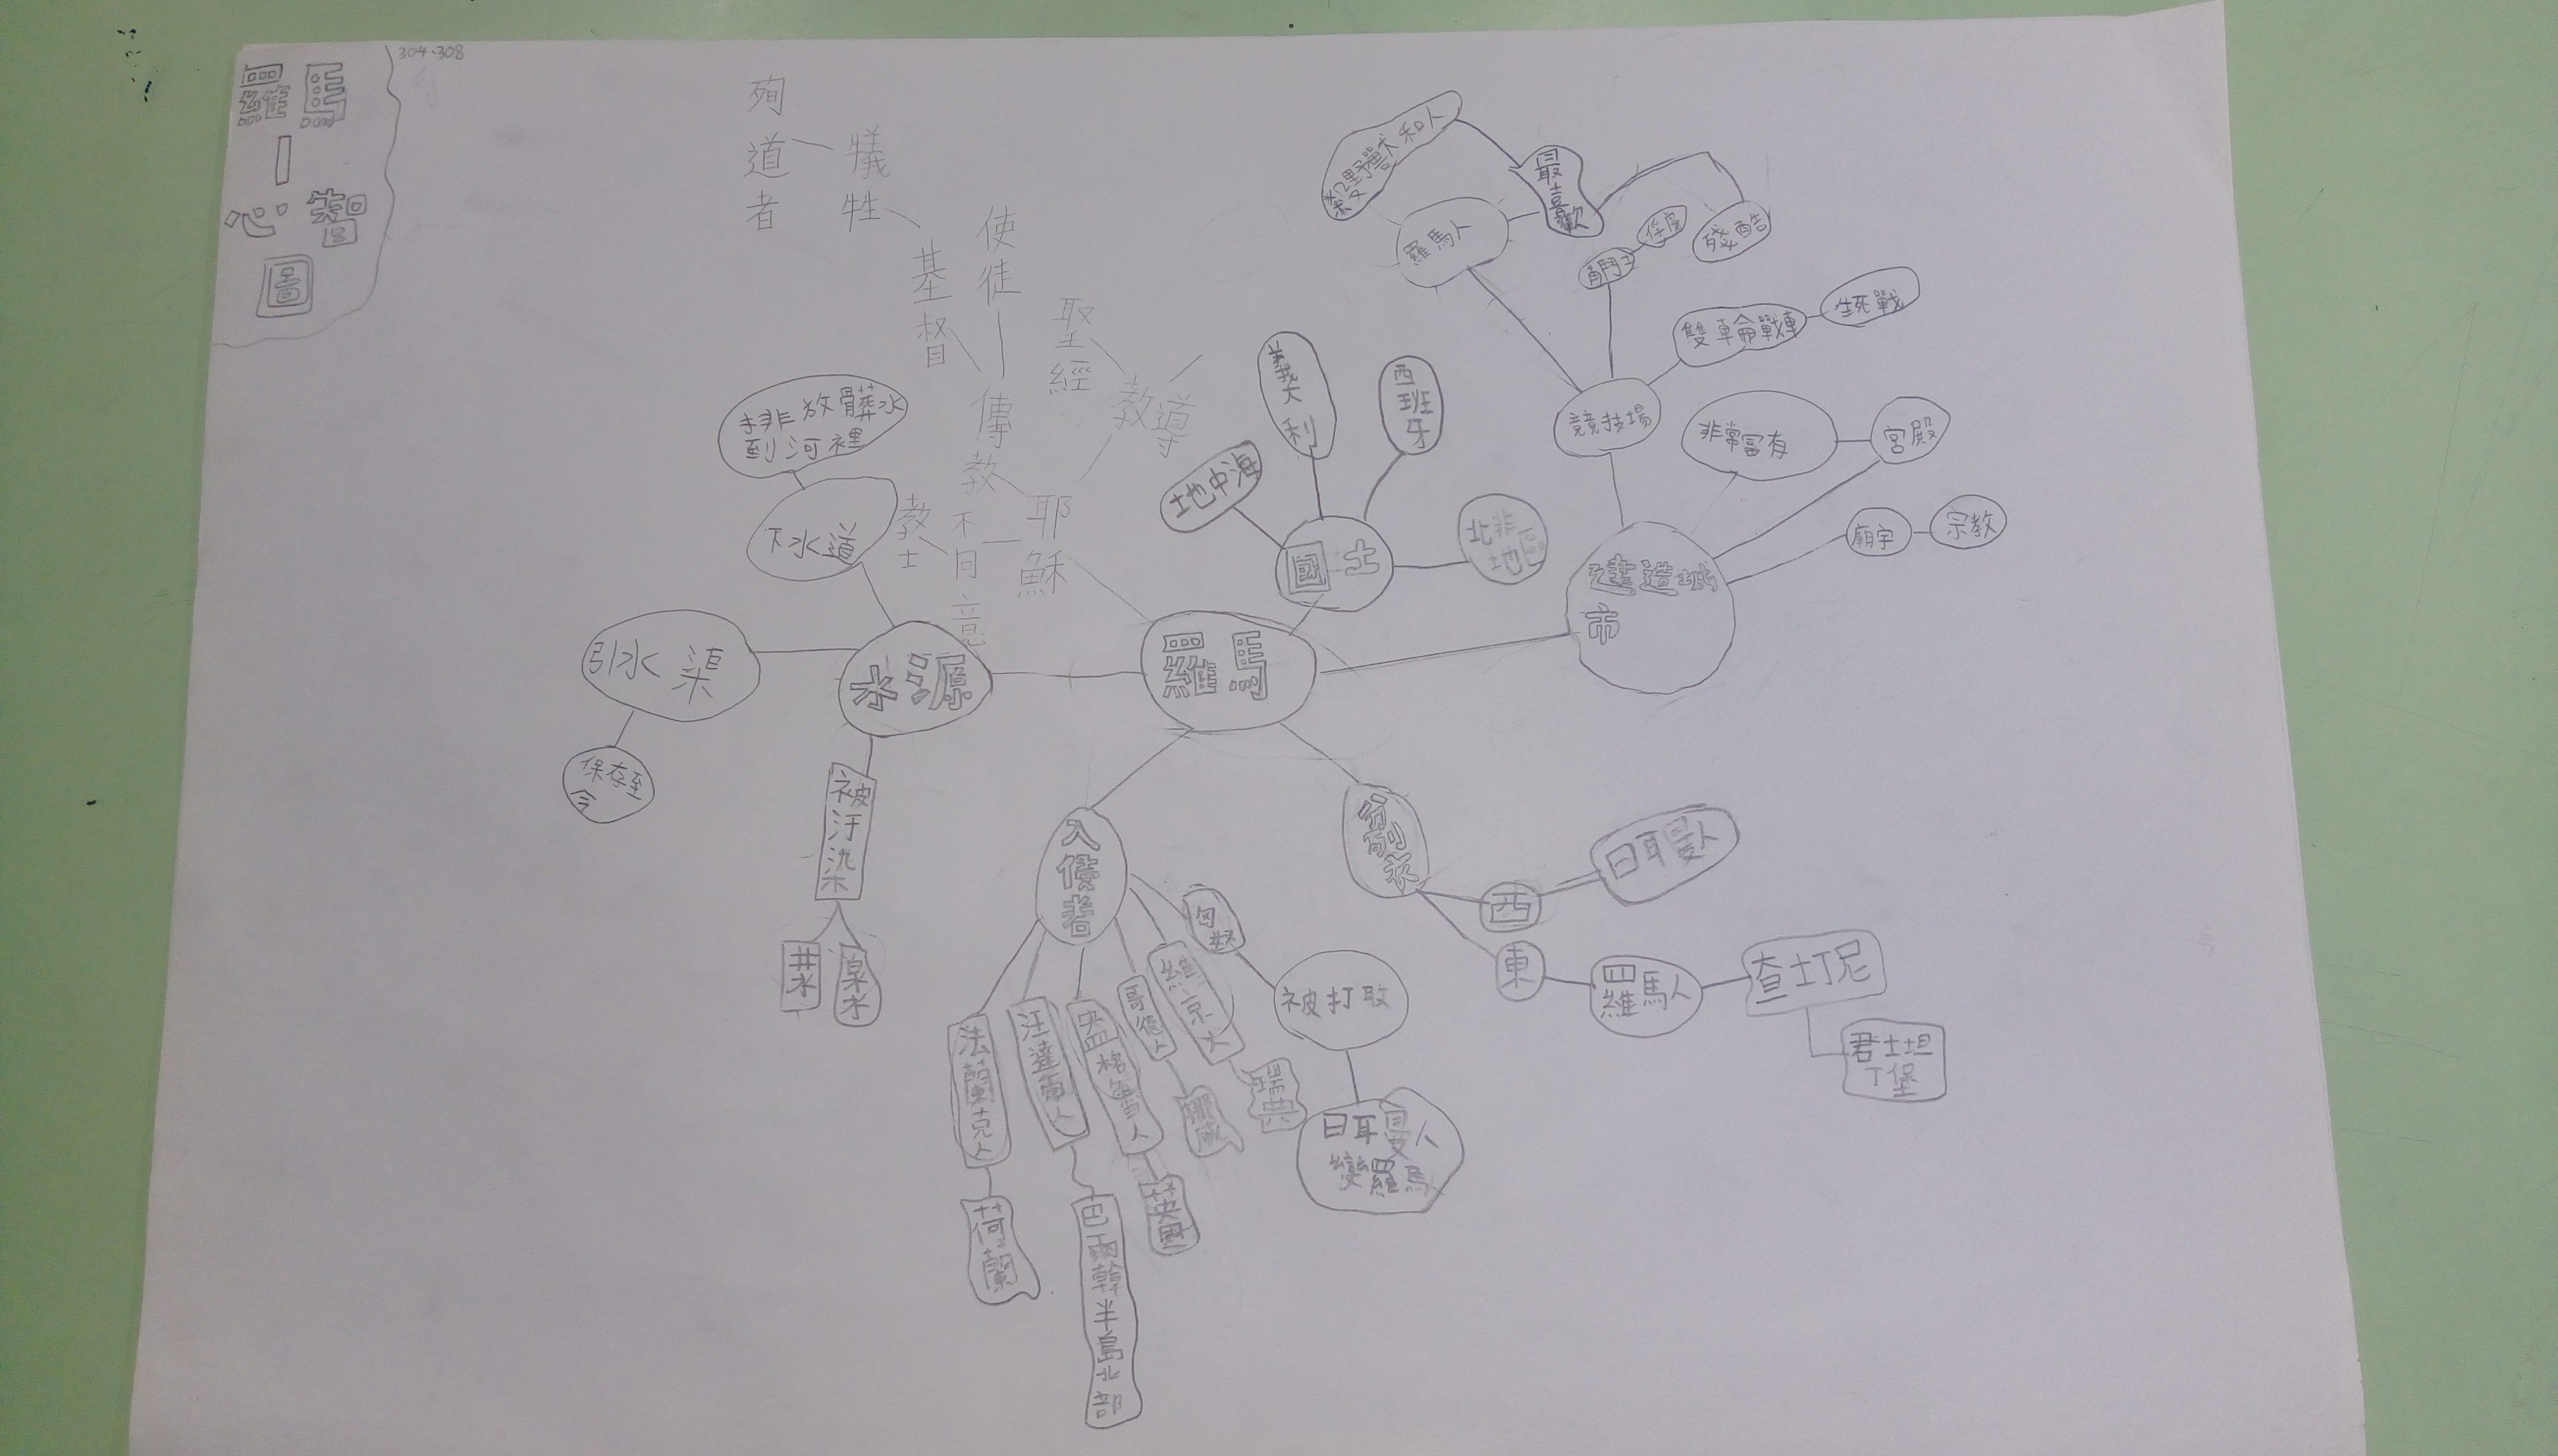 羅馬
心智
圖
304.308
殉道者
犠牲
基督
使徒
傳教
聖經
教導
耶穌
不同意
教士
排放髒水
到河裡
下水道
引水渠
保存至
今
水源
被汙染
井水
泉水
羅馬
國土
地中海
義大利
西班牙
北非
地區
建造城
市
競技場
羅馬人
最喜歡
殘酷
角鬥士
俘虜
雙車輪戰車
生死戰
非常富有
宮殿
廟宇
宗教
入侵者
法蘭克人
荷蘭
汪達爾人
巴爾幹半島北部
盎格魯人
英國
哥德人
挪威
維京人
瑞典
匈奴
被打敗
日耳曼人
變羅馬
分裂
西
日耳曼人
東
羅馬人
查士丁尼
君士坦
丁堡